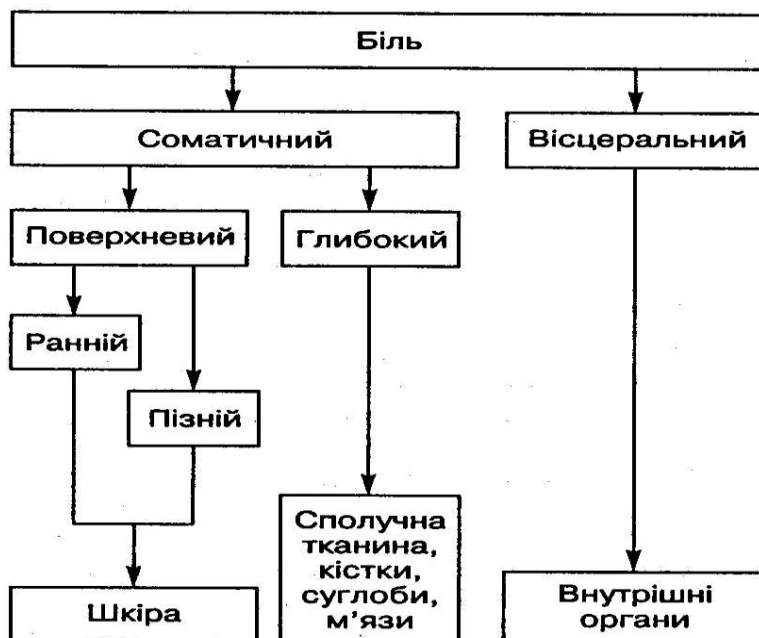 Біль
Соматичний
Вісцеральний
Поверхневий
Глибокий
Ранній
Пізній
Сполучна
тканина,
кістки,
суглоби,
м’язи
Шкіра
Внутрішні
органи